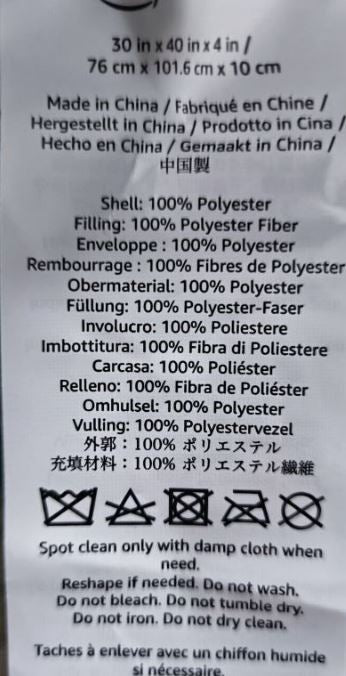 30 in x 40 in x 4 in /
76 cm x 101.6 cm x 10 cm
Made in China / Fabriqué en Chine /
Hergestellt in China / Prodotto in Cina /
Hecho en China / Gemaakt in China /
中国製
Shell: 100% Polyester
Filling: 100% Polyester Fiber
Enveloppe : 100% Polyester
Rembourrage : 100% Fibres de Polyester
Obermaterial: 100% Polyester
Füllung: 100% Polyester-Faser
Involucro: 100% Poliestere
Imbottitura: 100% Fibra di Poliestere
Carcasa: 100% Poliéster
Relleno: 100% Fibra de Poliéster
Omhulsel: 100% Polyester
Vulling: 100% Polyestervezel
外郭：100% ポリエステル
充填材料：100% ポリエステル繊維
Spot clean only with damp cloth when
need.
Reshape if needed. Do not wash.
Do not bleach. Do not tumble dry.
Do not iron. Do not dry clean.
Taches à enlever avec un chiffon humide
si nécessaire.